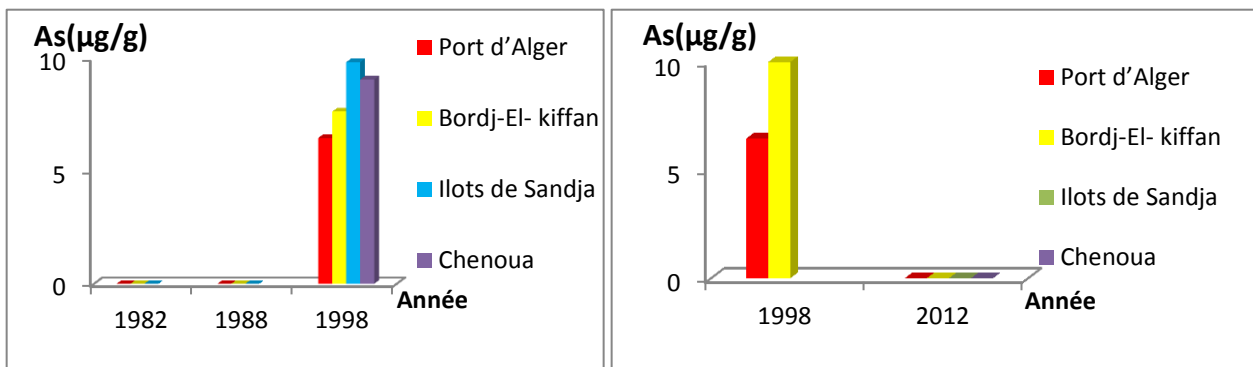 As(µg/g)
10
5
0
1982
1988
1998
Année
Port d’Alger
Bordj-El- kiffan
Ilots de Sandja
Chenoua
As(µg/g)
10
5
0
1998
2012
Année
Port d’Alger
Bordj-El- kiffan
Ilots de Sandja
Chenoua